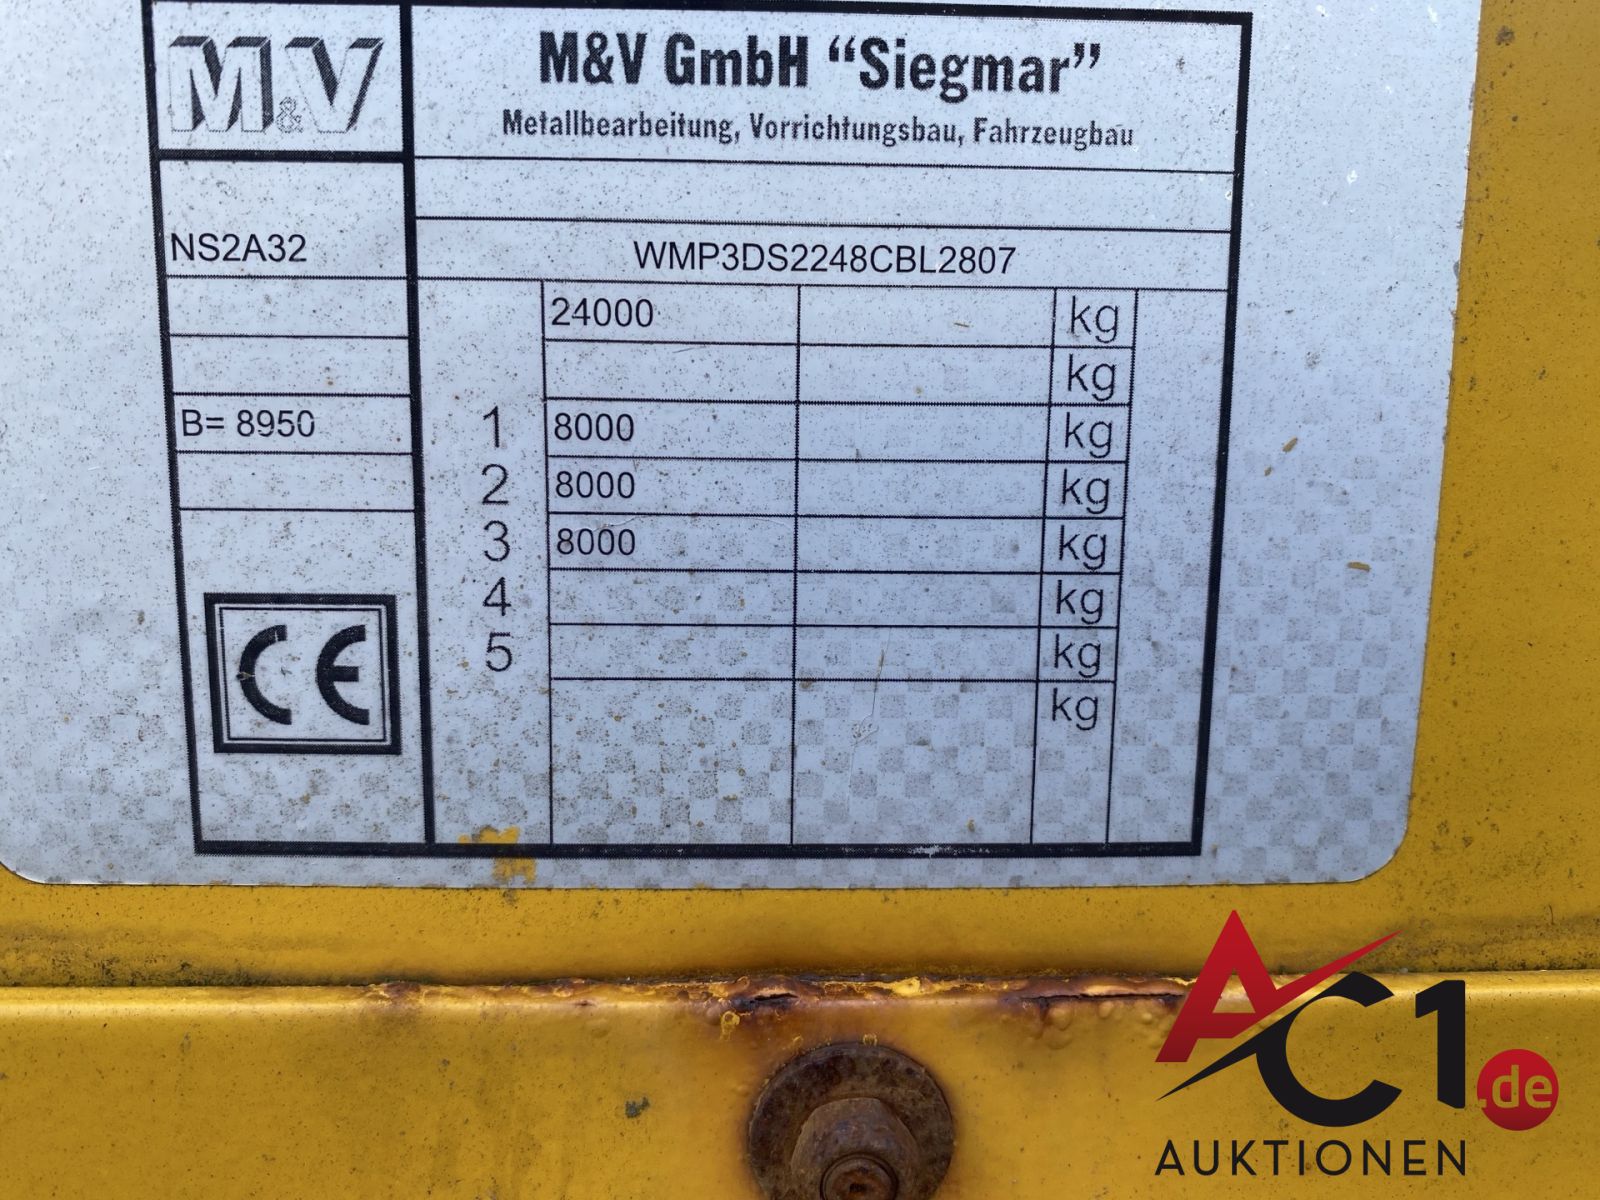 M&V
M&V GmbH “Siegmar”
Metallbearbeitung, Vorrichtungsbau, Fahrzeugbau
NS2A32
WMP3DS2248CBL2807
24000 kg
kg
B= 8950
1 8000 kg
2 8000 kg
3 8000 kg
4 kg
5 kg
kg
CE
AC1.de
AUKTIONEN